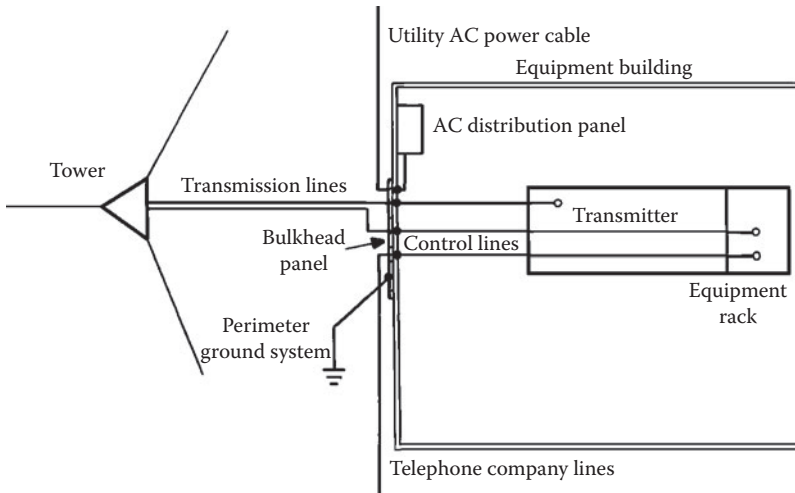 Utility AC power cable
Equipment building
AC distribution panel
Tower
Transmission lines
Transmitter
Bulkhead
panel
Control lines
Equipment
rack
Perimeter
ground system
Telephone company lines